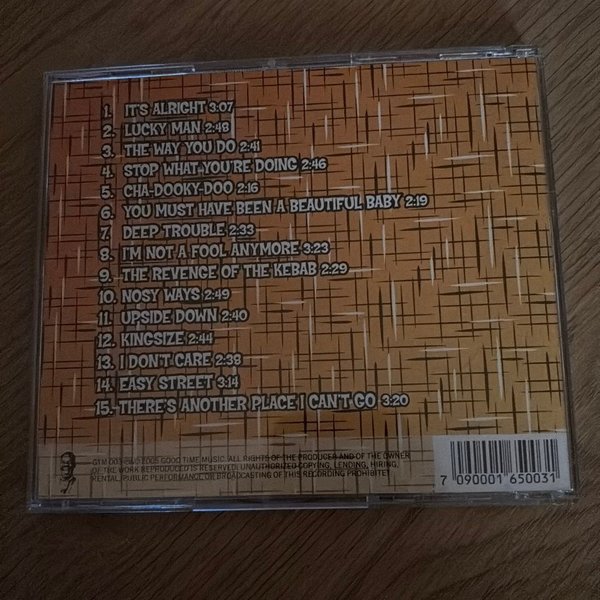 1. IT'S ALRIGHT 3:07
2. LUCKY MAN 2:48
3. THE WAY YOU DO 2:41
4. STOP WHAT YOU'RE DOING 2:46
5. CHA-DOOKY-DOO 2:16
6. YOU MUST HAVE BEEN A BEAUTIFUL BABY 2:19
7. DEEP TROUBLE 2:33
8. I'M NOT A FOOL ANYMORE 3:23
9. THE REVENGE OF THE KEBAB 2:29
10. NOSY WAYS 2:49
11. UPSIDE DOWN 2:40
12. KINGSIZE 2:44
13. I DON'T CARE 2:38
14. EASY STREET 3:14
15. THERE'S ANOTHER PLACE I CAN'T GO 3:20
GTM 2005 GOOD TIME MUSIC. ALL RIGHTS OF THE PRODUCER AND OF THE OWNER
OF THE WORK REPRODUCED IS RESERVED. UNAUTHORIZED COPYING, LENDING, HIRING,
RENTAL, PUBLIC PERFORMANCE, OR BROADCASTING OF THIS RECORDING PROHIBITET
7 090001 650031